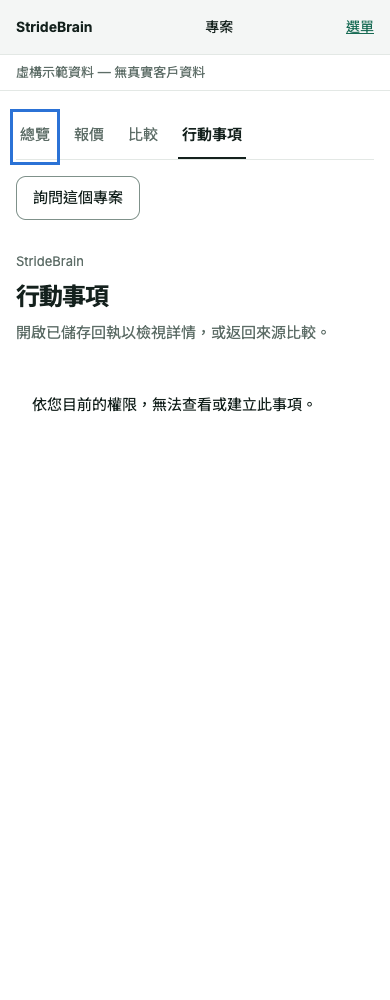 StrideBrain 專案 選單
虛構示範資料 — 無真實客戶資料
總覽 報價 比較 行動事項
詢問這個專案
StrideBrain
行動事項
開啟已儲存回執以檢視詳情，或返回來源比較。
依您目前的權限，無法查看或建立此事項。